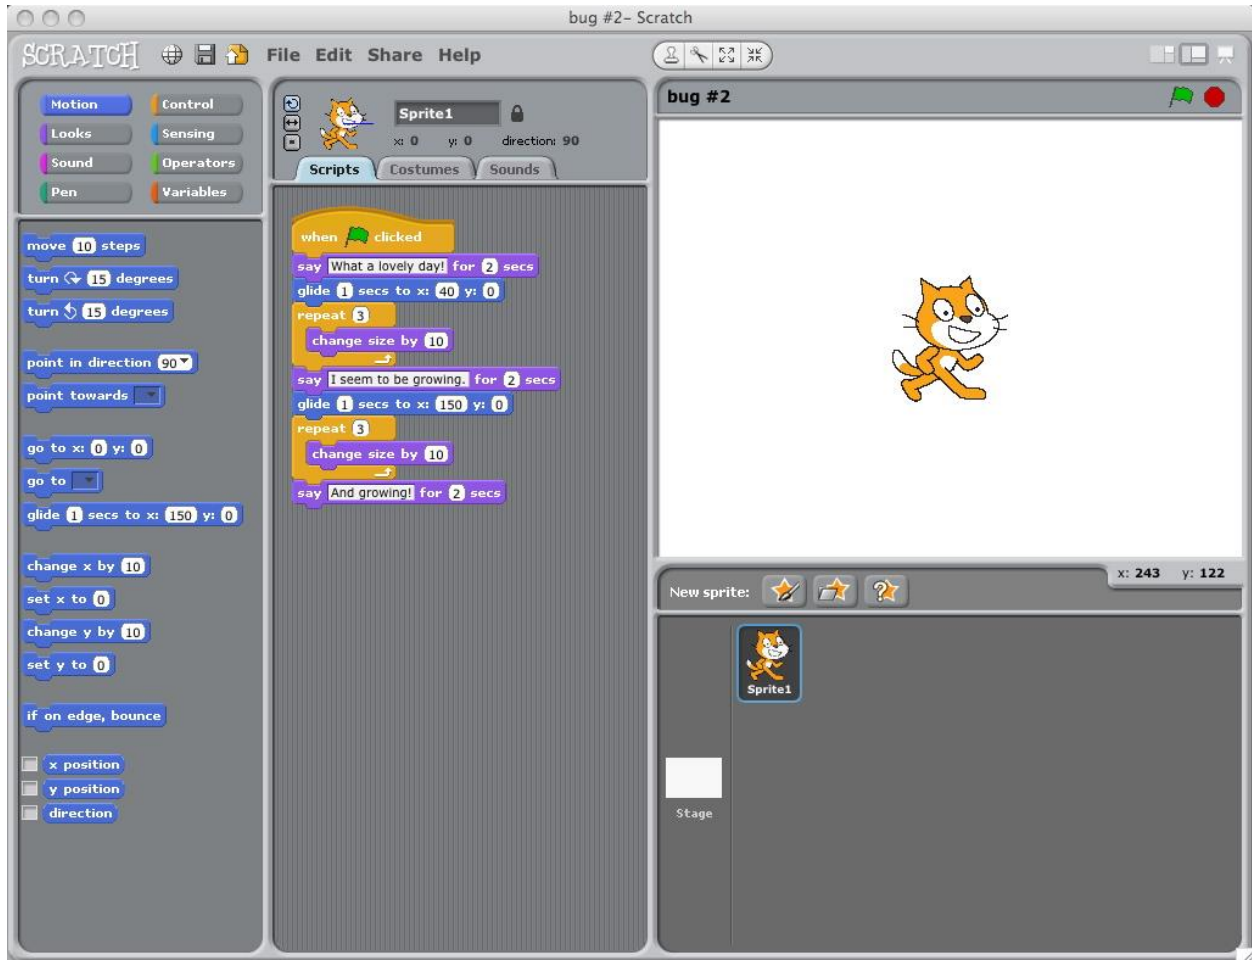 bug #2– Scratch
SCRATCH File Edit Share Help
Motion Control
Looks Sensing
Sound Operators
Pen Variables
move 10 steps
turn 15 degrees
turn 15 degrees
point in direction 90
point towards
go to x: 0 y: 0
go to
glide 1 secs to x: 150 y: 0
change x by 10
set x to 0
change y by 10
set y to 0
if on edge, bounce
x position
y position
direction
Sprite1
x: 0 y: 0 direction: 90
Scripts Costumes Sounds
when clicked
say What a lovely day! for 2 secs
glide 1 secs to x: 40 y: 0
repeat 3
change size by 10
say I seem to be growing. for 2 secs
glide 1 secs to x: 150 y: 0
repeat 3
change size by 10
say And growing! for 2 secs
bug #2
x: 243 y: 122
New sprite:
Sprite1
Stage